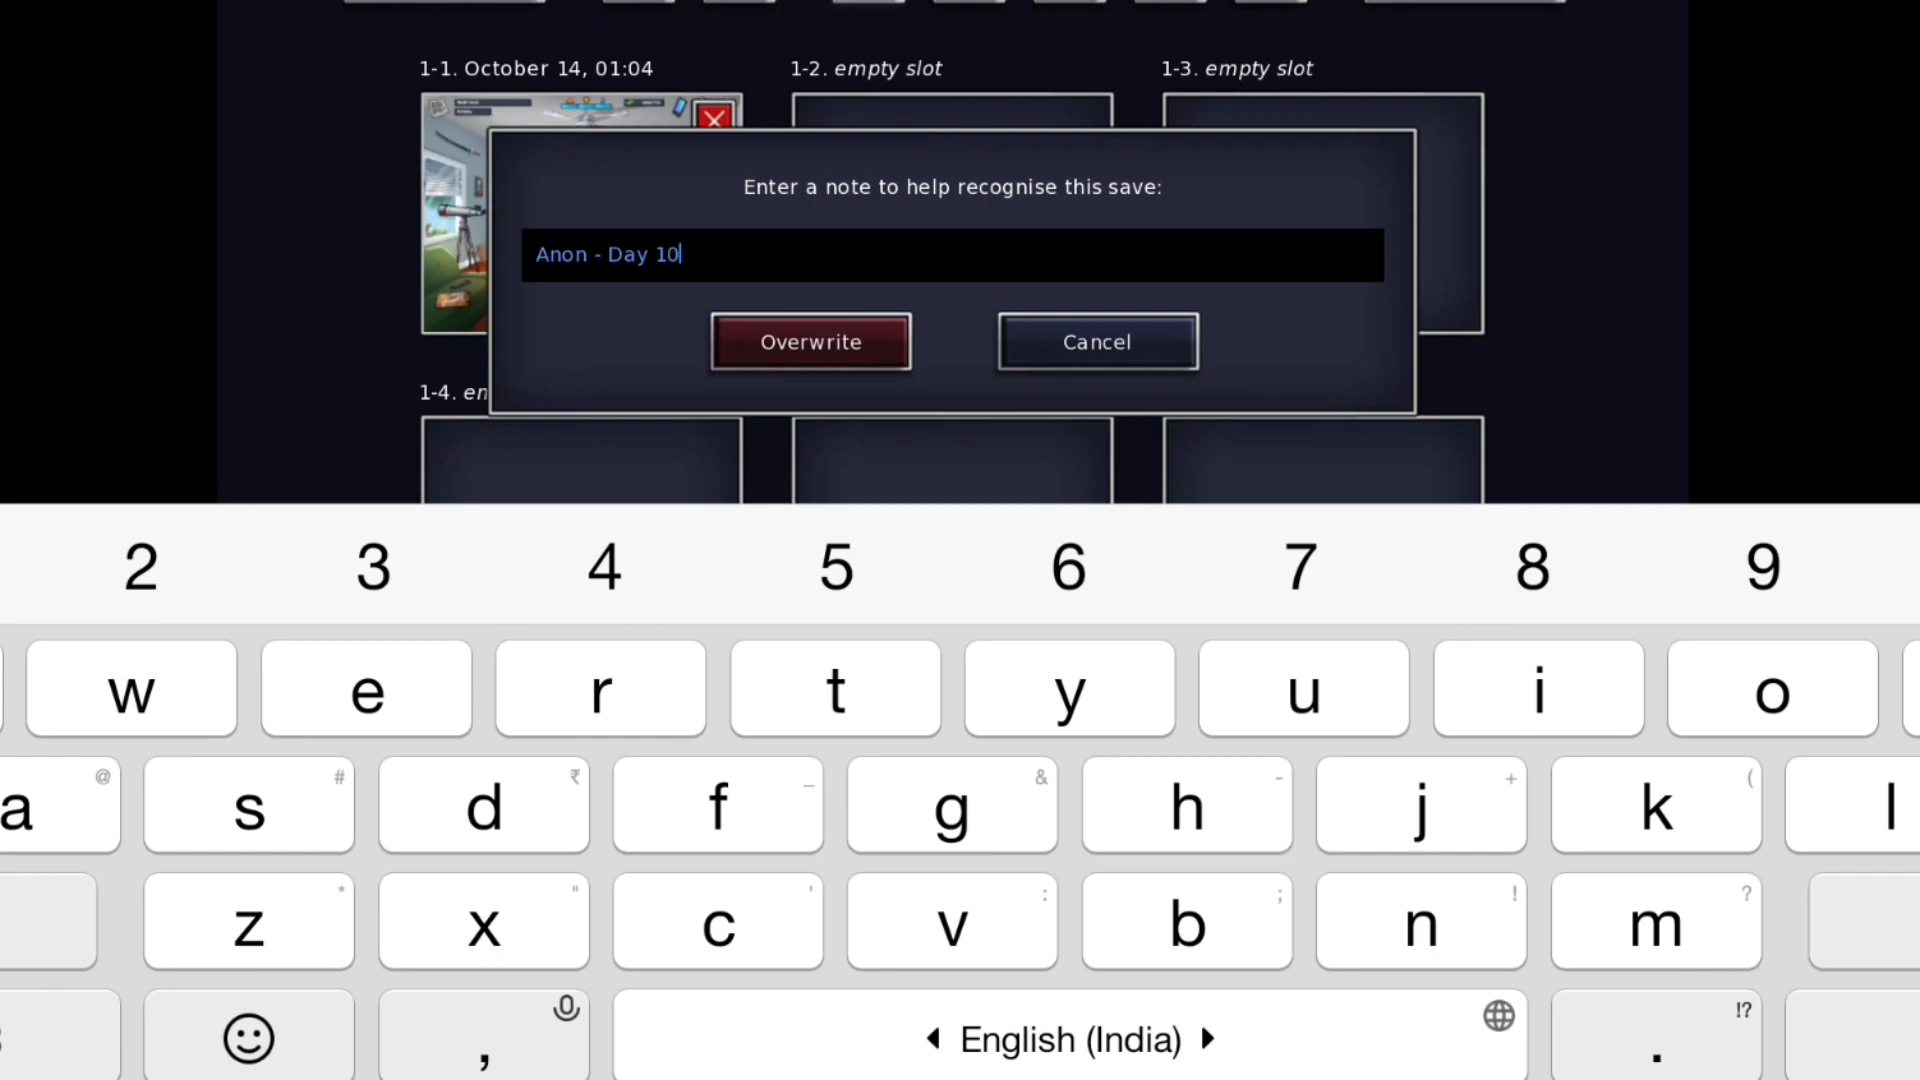 1-1. October 14, 01:04
1-2. empty slot
1-3. empty slot
Enter a note to help recognise this save:
Anon - Day 10
Overwrite
Cancel
1-4.
2 3 4 5 6 7 8 9
w e r t y u i o
a @ s # d ₹ f _ g & h - j + k ( l
z * x " c ' v : b ; n ! m ?
, English (India) . !?